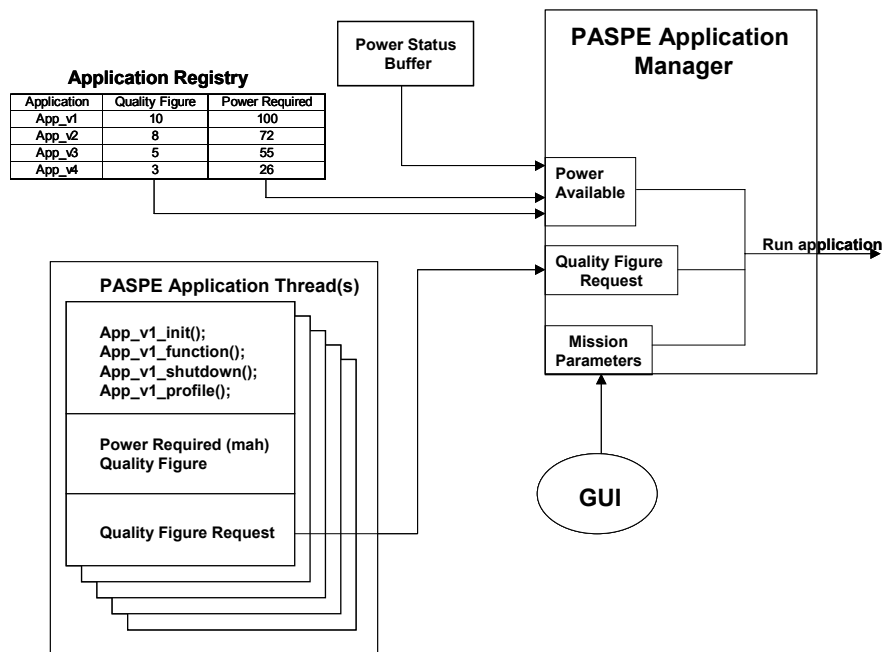 Power Status
Buffer
PASPE Application
Manager
Application Registry
Application Quality Figure Power Required
App_v1 10 100
App_v2 8 72
App_v3 5 55
App_v4 3 26
Power
Available
Run application
Quality Figure
Request
Mission
Parameters
GUI
PASPE Application Thread(s)
App_v1_init();
App_v1_function();
App_v1_shutdown();
App_v1_profile();
Power Required (mah)
Quality Figure
Quality Figure Request